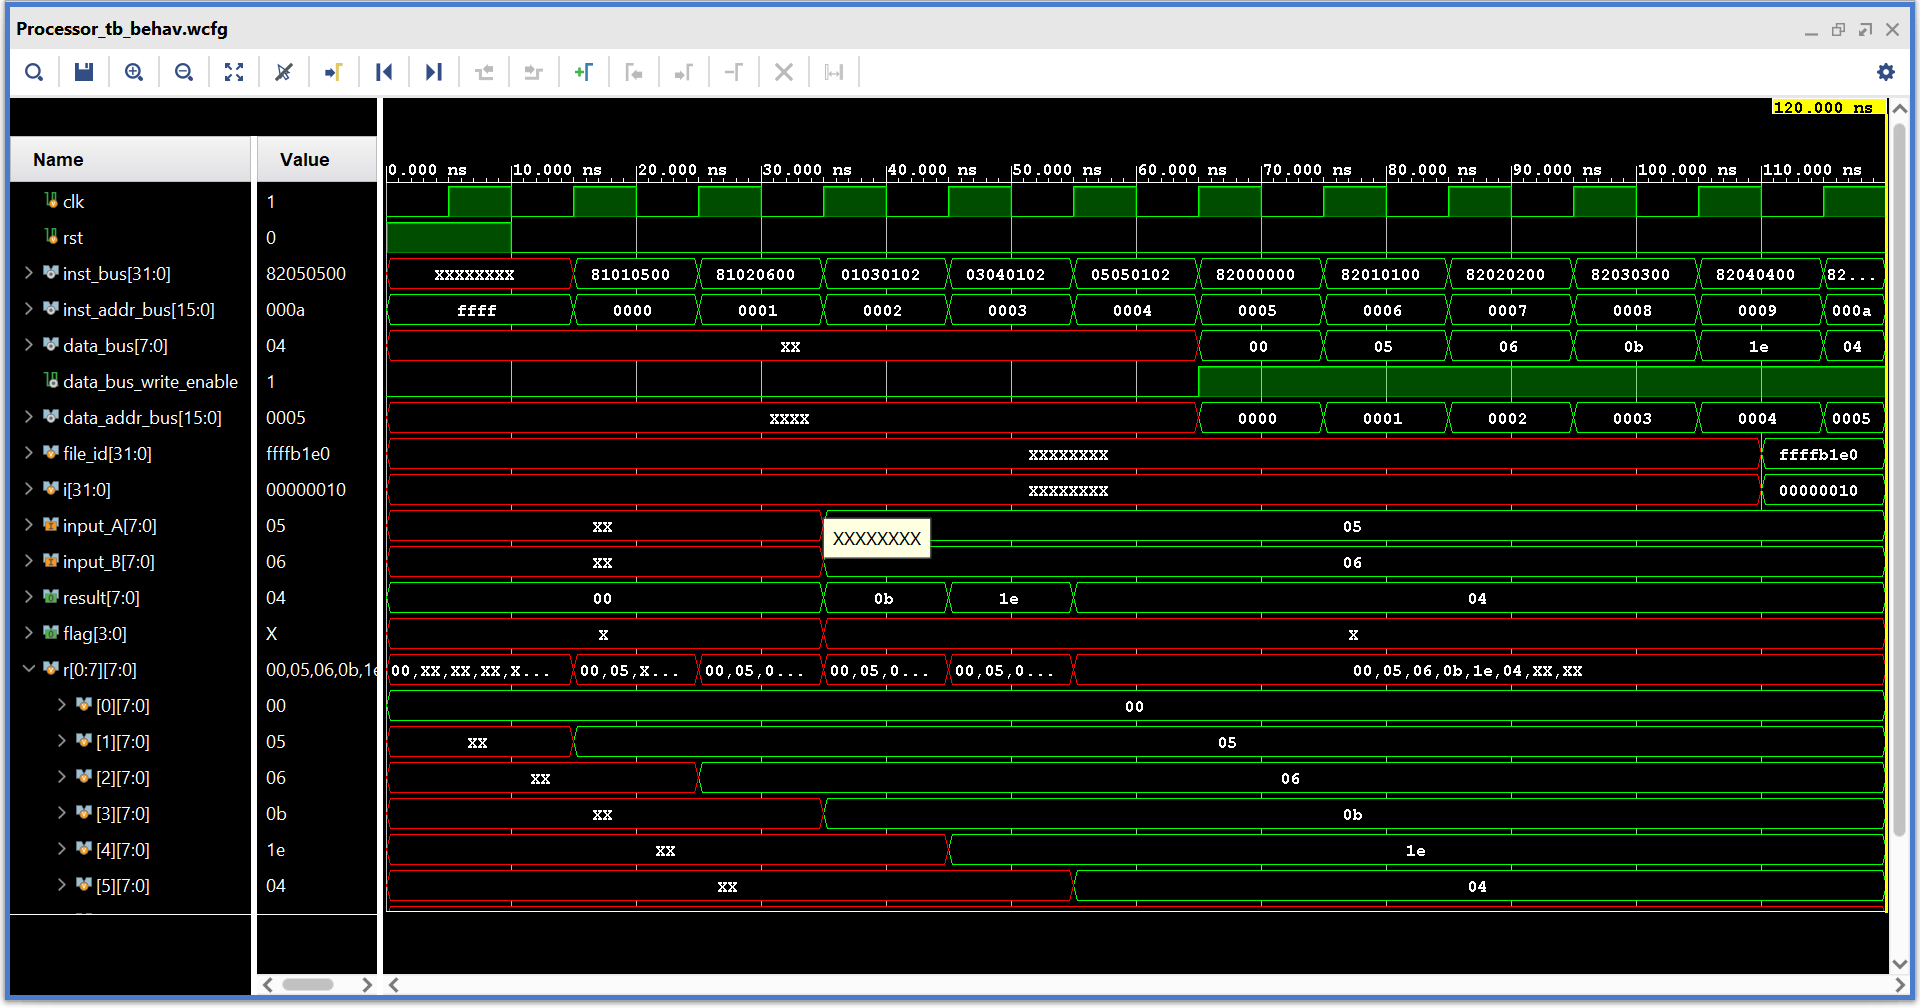 Processor_tb_behav.wcfg
120.000 ns
Name Value 0.000 ns 10.000 ns 20.000 ns 30.000 ns 40.000 ns 50.000 ns 60.000 ns 70.000 ns 80.000 ns 90.000 ns 100.000 ns 110.000 ns
clk 1
rst 0
inst_bus[31:0] 82050500 XXXXXXXX 81010500 81020600 01030102 03040102 05050102 82000000 82010100 82020200 82030300 82040400 82...
inst_addr_bus[15:0] 000a ffff 0000 0001 0002 0003 0004 0005 0006 0007 0008 0009 000a
data_bus[7:0] 04 XX 00 05 06 0b 1e 04
data_bus_write_enable 1
data_addr_bus[15:0] 0005 XXXX 0000 0001 0002 0003 0004 0005
file_id[31:0] ffffb1e0 XXXXXXXX ffffb1e0
i[31:0] 00000010 XXXXXXXX 00000010
input_A[7:0] 05 XX 05
XXXXXXXX
input_B[7:0] 06 XX 06
result[7:0] 04 00 0b 1e 04
flag[3:0] X X X
r[0:7][7:0] 00,05,06,0b,1e 00,XX,XX,XX,X... 00,05,X... 00,05,0... 00,05,0... 00,05,0... 00,05,06,0b,1e,04,XX,XX
[0][7:0] 00 00
[1][7:0] 05 XX 05
[2][7:0] 06 XX 06
[3][7:0] 0b XX 0b
[4][7:0] 1e XX 1e
[5][7:0] 04 XX 04